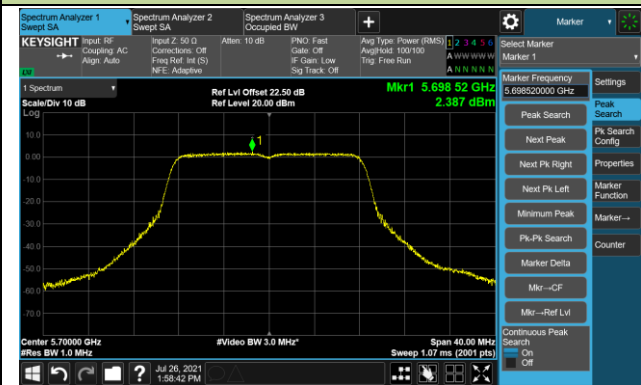 Spectrum Analyzer 1
Swept SA
Spectrum Analyzer 2
Swept SA
Spectrum Analyzer 3
Occupied BW
+
Marker
KEYSIGHT
Input: RF
Coupling: AC
Align: Auto
Input Z: 50 Ω
Corrections: Off
Freq Ref: Int (S)
NFE: Adaptive
Atten: 10 dB
PNO: Fast
Gate: Off
IF Gain: Low
Sig Track: Off
Avg Type: Power (RMS)
Avg|Hold: 100/100
Trig: Free Run
1 2 3 4 5 6
A W W W W W
A N N N N N
Select Marker
Marker 1
1 Spectrum
Scale/Div 10 dB
Ref Lvl Offset 22.50 dB
Ref Level 20.00 dBm
Mkr1 5.698 52 GHz
2.387 dBm
Log
10.0
0.00
-10.0
-20.0
-30.0
-40.0
-50.0
-60.0
-70.0
1
Center 5.70000 GHz
#Res BW 1.0 MHz
#Video BW 3.0 MHz*
Span 40.00 MHz
Sweep 1.07 ms (2001 pts)
Marker Frequency
5.698520000 GHz
Peak Search
Next Peak
Next Pk Right
Next Pk Left
Minimum Peak
Pk-Pk Search
Marker Delta
Mkr→CF
Mkr→Ref Lvl
Continuous Peak
Search
On
Off
Settings
Peak
Search
Pk Search
Config
Properties
Marker
Function
Marker→
Counter
?
Jul 26, 2021
1:58:42 PM